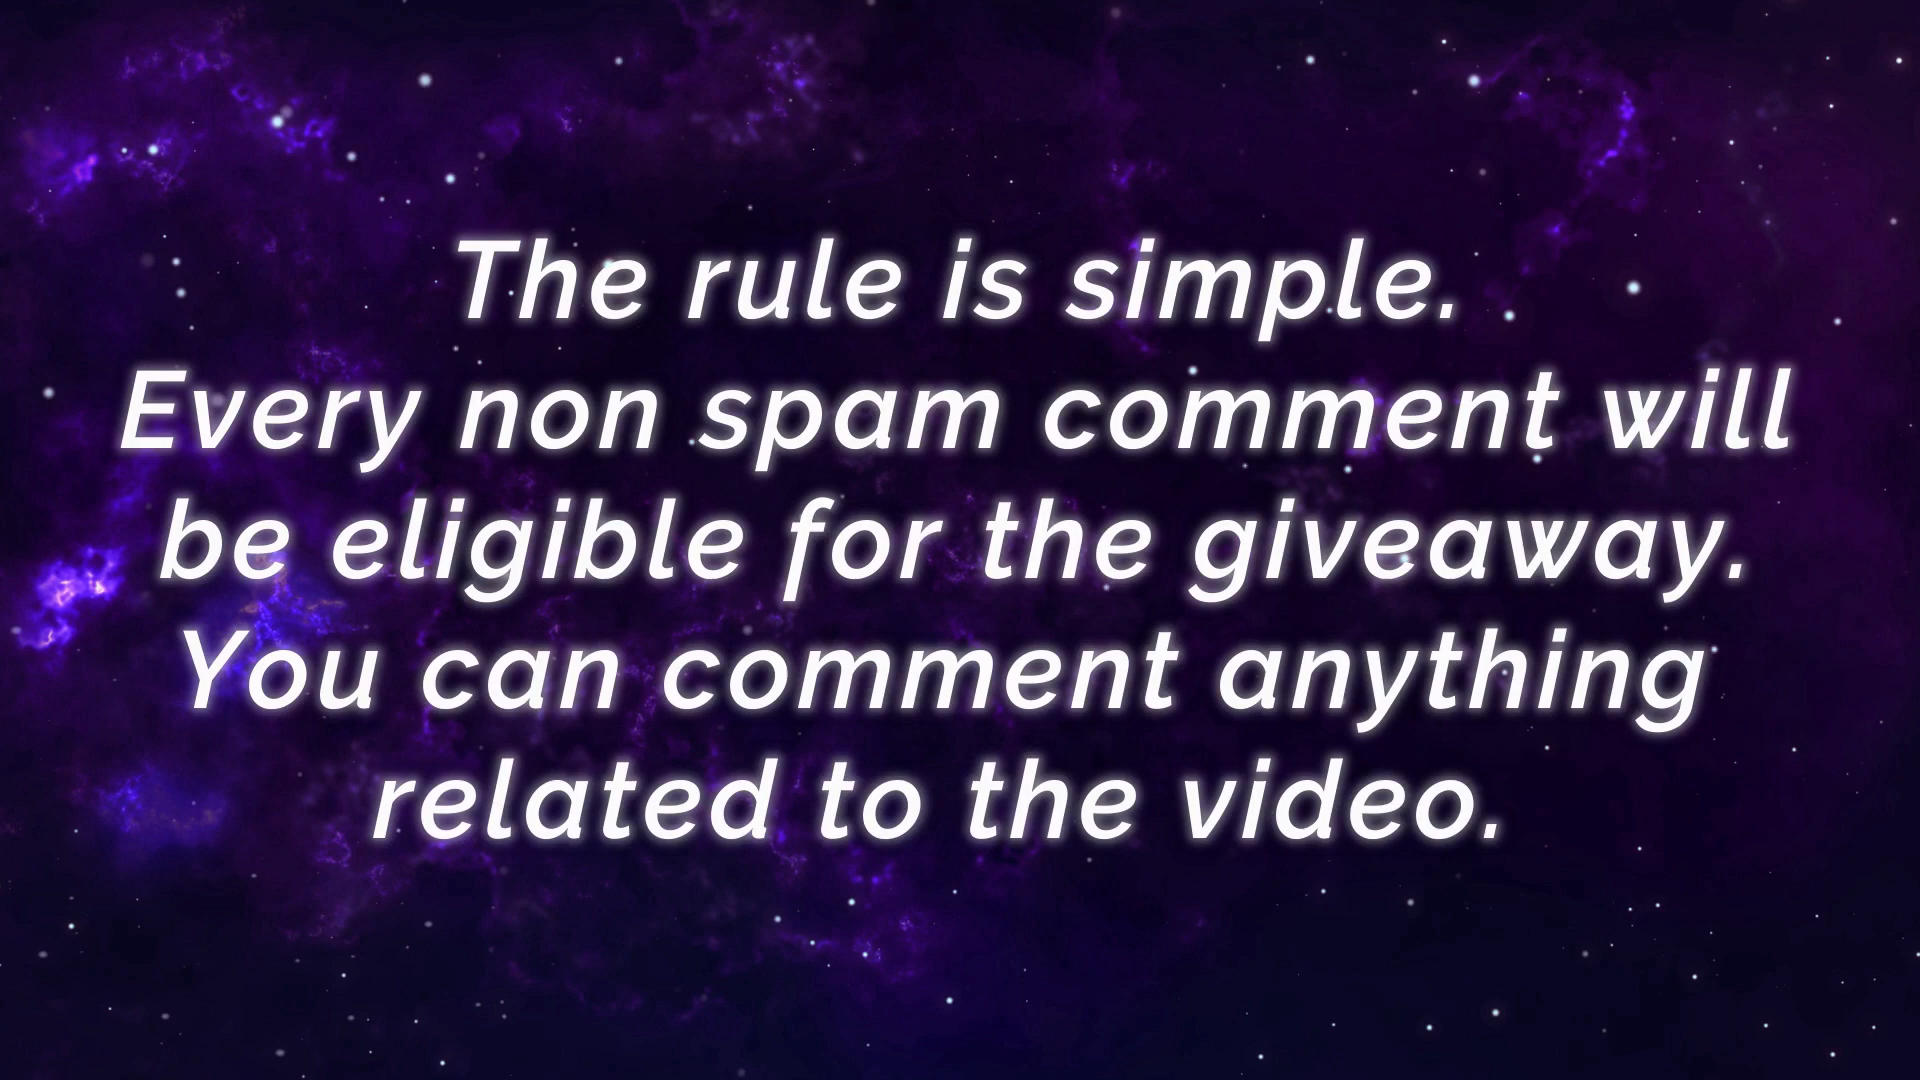 The rule is simple.
Every non spam comment will
be eligible for the giveaway.
You can comment anything
related to the video.